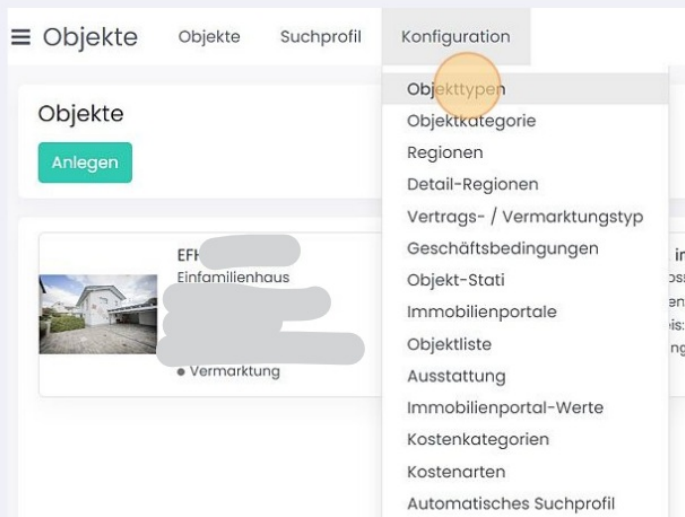 Objekte Objekte Suchprofil Konfiguration
Objekte
Anlegen
Objekttypen
Objektkategorie
Regionen
Detail-Regionen
Vertrags- / Vermarktungstyp
Geschäftsbedingungen
Objekt-Stati
Immobilienportale
Objektliste
Ausstattung
Immobilienportal-Werte
Kostenkategorien
Kostenarten
Automatisches Suchprofil
EFH
Einfamilienhaus
Vermarktung